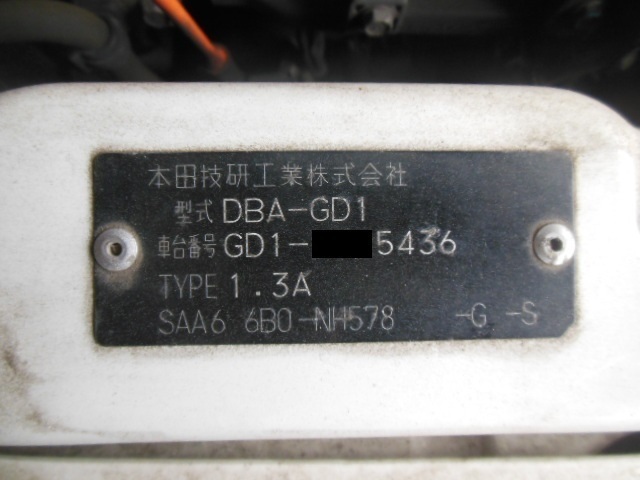 本田技研工業株式会社
型式 DBA-GD1
車台番号 GD1-5436
TYPE 1.3A
SAA6 6B0-NH578 -G -S